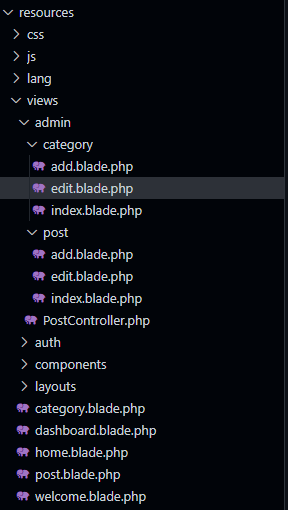 resources
css
js
lang
views
admin
category
add.blade.php
edit.blade.php
index.blade.php
post
add.blade.php
edit.blade.php
index.blade.php
PostController.php
auth
components
layouts
category.blade.php
dashboard.blade.php
home.blade.php
post.blade.php
welcome.blade.php